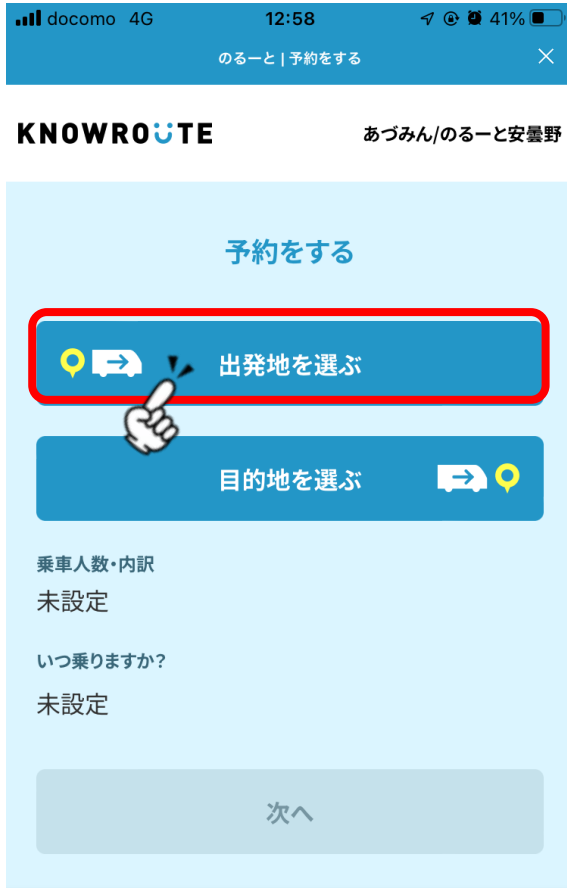 docomo 4G 12:58 41%
のるーと | 予約をする
KNOWROUTE あづみん/のるーと安曇野
予約をする
出発地を選ぶ
目的地を選ぶ
乗車人数・内訳
未設定
いつ乗りますか？
未設定
次へ